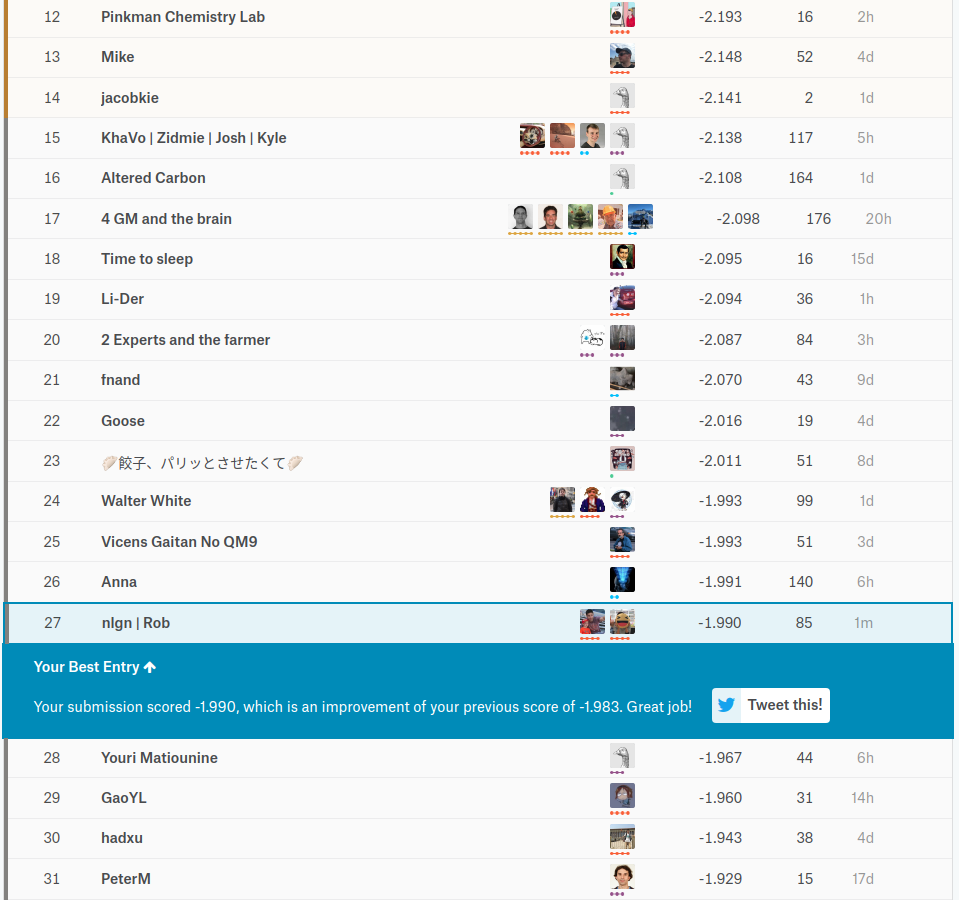 12 Pinkman Chemistry Lab -2.193 16 2h
13 Mike -2.148 52 4d
14 jacobkie -2.141 2 1d
15 KhaVo | Zidmie | Josh | Kyle -2.138 117 5h
16 Altered Carbon -2.108 164 1d
17 4 GM and the brain -2.098 176 20h
18 Time to sleep -2.095 16 15d
19 Li-Der -2.094 36 1h
20 2 Experts and the farmer -2.087 84 3h
21 fnand -2.070 43 9d
22 Goose -2.016 19 4d
23 🥟餃子、パリッとさせたくて🥟 -2.011 51 8d
24 Walter White -1.993 99 1d
25 Vicens Gaitan No QM9 -1.993 51 3d
26 Anna -1.991 140 6h
27 nlgn | Rob -1.990 85 1m
Your Best Entry ↑
Your submission scored -1.990, which is an improvement of your previous score of -1.983. Great job! Tweet this!
28 Youri Matiounine -1.967 44 6h
29 GaoYL -1.960 31 14h
30 hadxu -1.943 38 4d
31 PeterM -1.929 15 17d